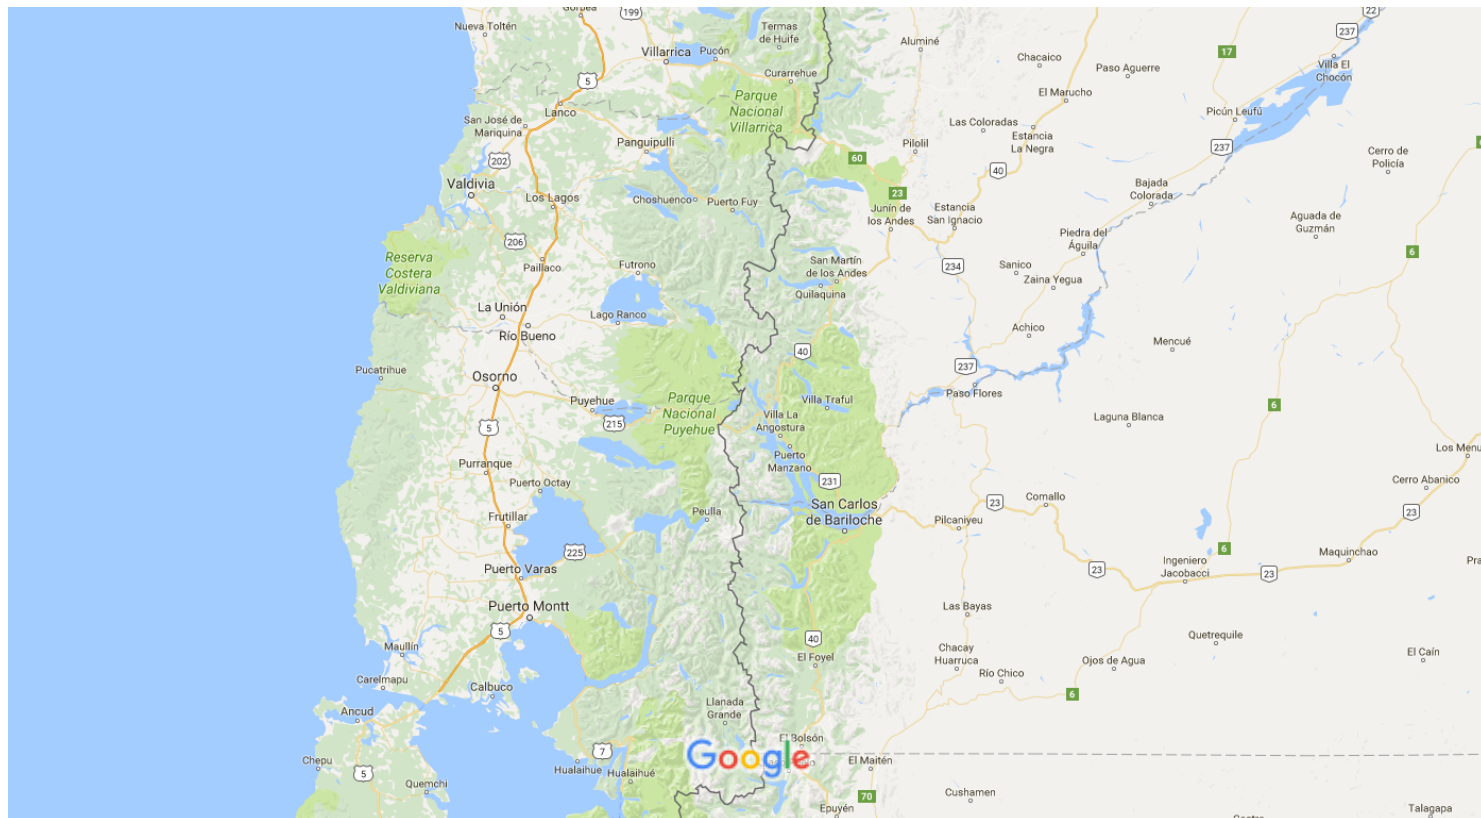 Gorbea
199
22
Nueva Toltén
Termas
de Huife
237
Aluminé
Villarrica
Pucón
17
Chacaico
Villa El
Chocón
Paso Aguerre
5
Curarrehue
El Marucho
Parque
Nacional
Villarrica
Lanco
Picún Leufú
San José de
Mariquina
Las Coloradas
Estancia
La Negra
Panguipulli
Pilolil
237
Cerro de
Policía
6
202
60
40
Valdivia
Los Lagos
Choshuenco
Puerto Fuy
23
Junín de
los Andes
Estancia
San Ignacio
Bajada
Colorada
Aguada de
Guzmán
206
Piedra del
Águila
6
Reserva
Costera
Valdiviana
Paillaco
Futrono
San Martín
de los Andes
234
Sanico
Zaina Yegua
Quilaquina
La Unión
Lago Ranco
Río Bueno
Achico
Mencué
40
237
Pucatrihue
Osorno
Paso Flores
Puyehue
Parque
Nacional
Puyehue
Villa Traful
6
215
Villa La
Angostura
Laguna Blanca
5
Puerto
Manzano
Los Menu
Purranque
Puerto Octay
231
Cerro Abanico
San Carlos
de Bariloche
23
Comallo
Frutillar
Peulla
Pilcaniyeu
23
225
6
Maquinchao
Ingeniero
Jacobacci
Pra
Puerto Varas
23
23
Puerto Montt
Las Bayas
5
40
Quetrequile
Maullín
Chacay
Huarruca
El Foyel
Ojos de Agua
El Caín
Río Chico
Carelmapu
Calbuco
6
Ancud
Llanada
Grande
El Bolsón
7
Google
Chepu
Hualaihue
Hualaihué
El Maitén
5
Quemchi
70
Cushamen
Epuyén
Talagapa